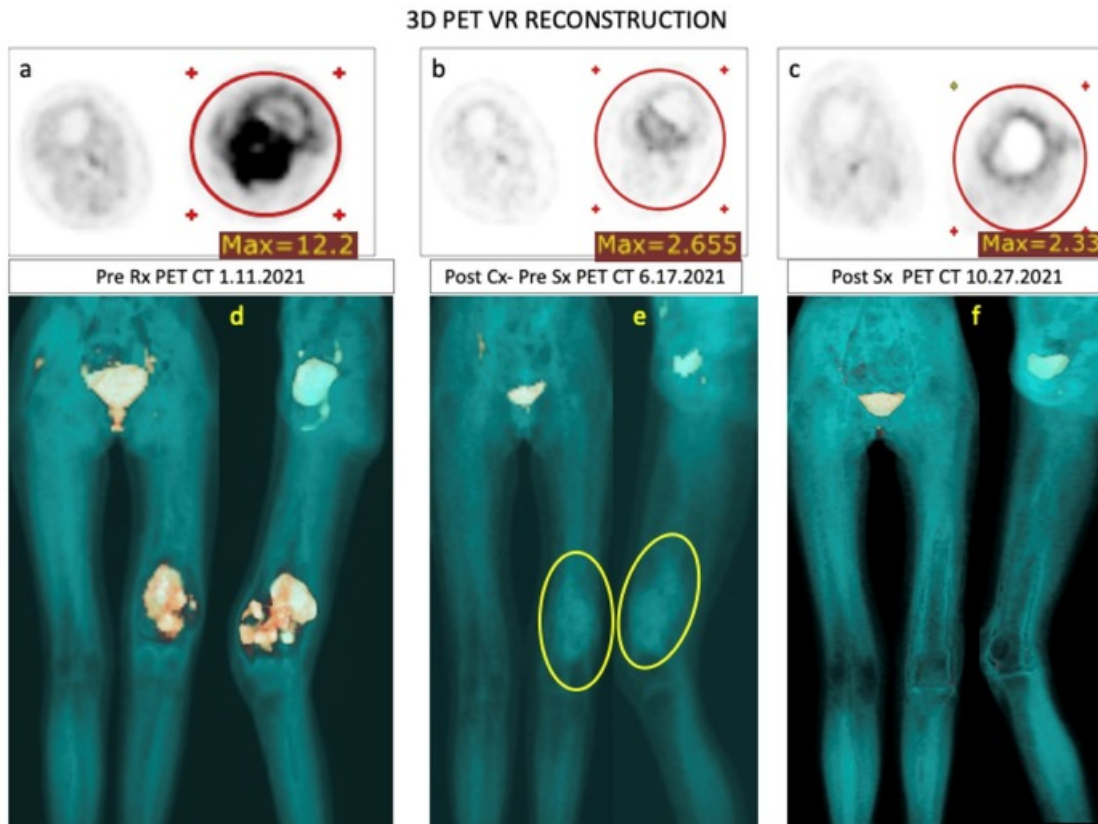 3D PET VR RECONSTRUCTION
a
b
c
Max=12.2
Max=2.655
Max=2.33
Pre Rx PET CT 1.11.2021
Post Cx- Pre Sx PET CT 6.17.2021
Post Sx PET CT 10.27.2021
d
e
f